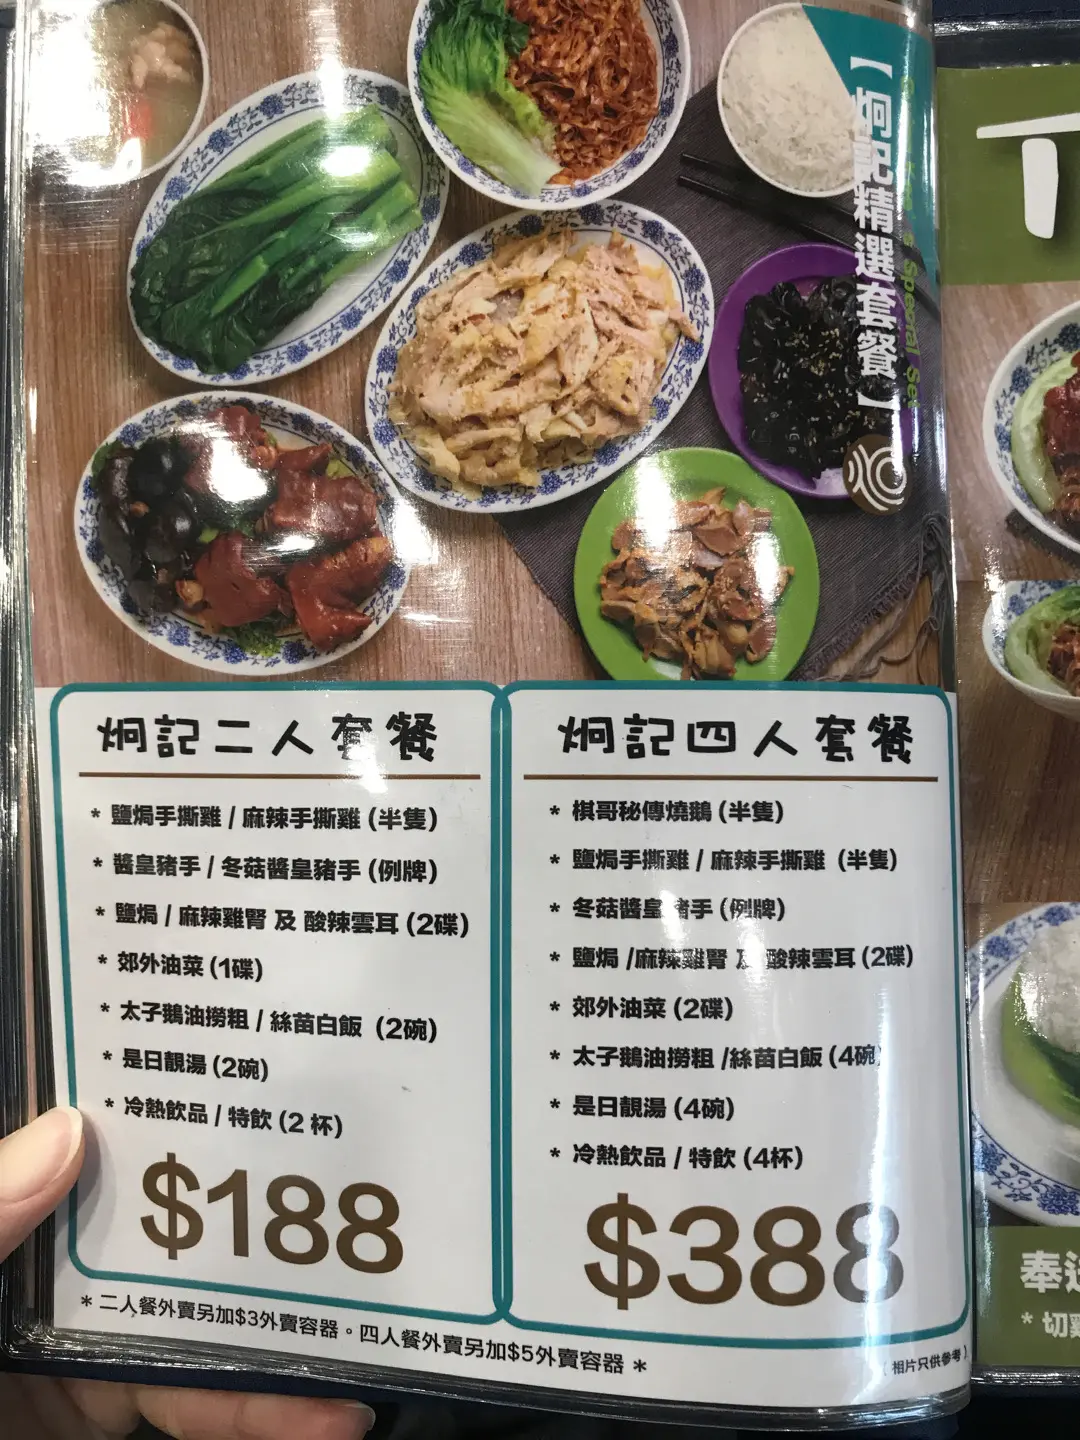 【炯記精選套餐】
Special Set
炯記二人套餐
* 鹽焗手撕雞 / 麻辣手撕雞 (半隻)
* 醬皇豬手 / 冬菇醬皇豬手 (例牌)
* 鹽焗 / 麻辣雞腎 及 酸辣雲耳 (2碟)
* 郊外油菜 (1碟)
* 太子鵝油撈粗 / 絲苗白飯 (2碗)
* 是日靚湯 (2碗)
* 冷熱飲品 / 特飲 (2 杯)
$188
炯記四人套餐
* 棋哥秘傳燒鵝 (半隻)
* 鹽焗手撕雞 / 麻辣手撕雞 (半隻)
* 冬菇醬皇豬手 (例牌)
* 鹽焗 /麻辣雞腎 及 酸辣雲耳 (2碟)
* 郊外油菜 (2碟)
* 太子鵝油撈粗 /絲苗白飯 (4碗)
* 是日靚湯 (4碗)
* 冷熱飲品 / 特飲 (4杯)
$388
* 二人餐外賣另加$3外賣容器。四人餐外賣另加$5外賣容器 *
( 相片只供參考 )
奉送
* 切雞